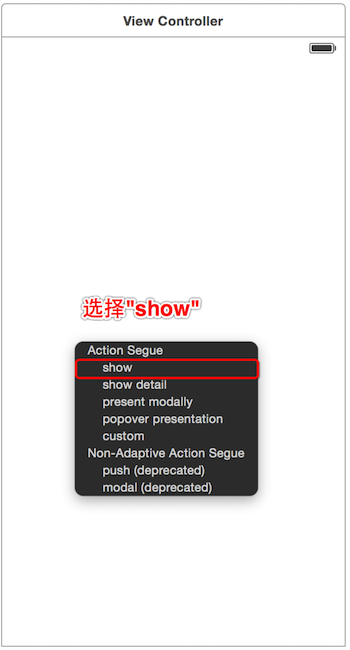 View Controller
选择"show"
Action Segue
show
show detail
present modally
popover presentation
custom
Non-Adaptive Action Segue
push (deprecated)
modal (deprecated)